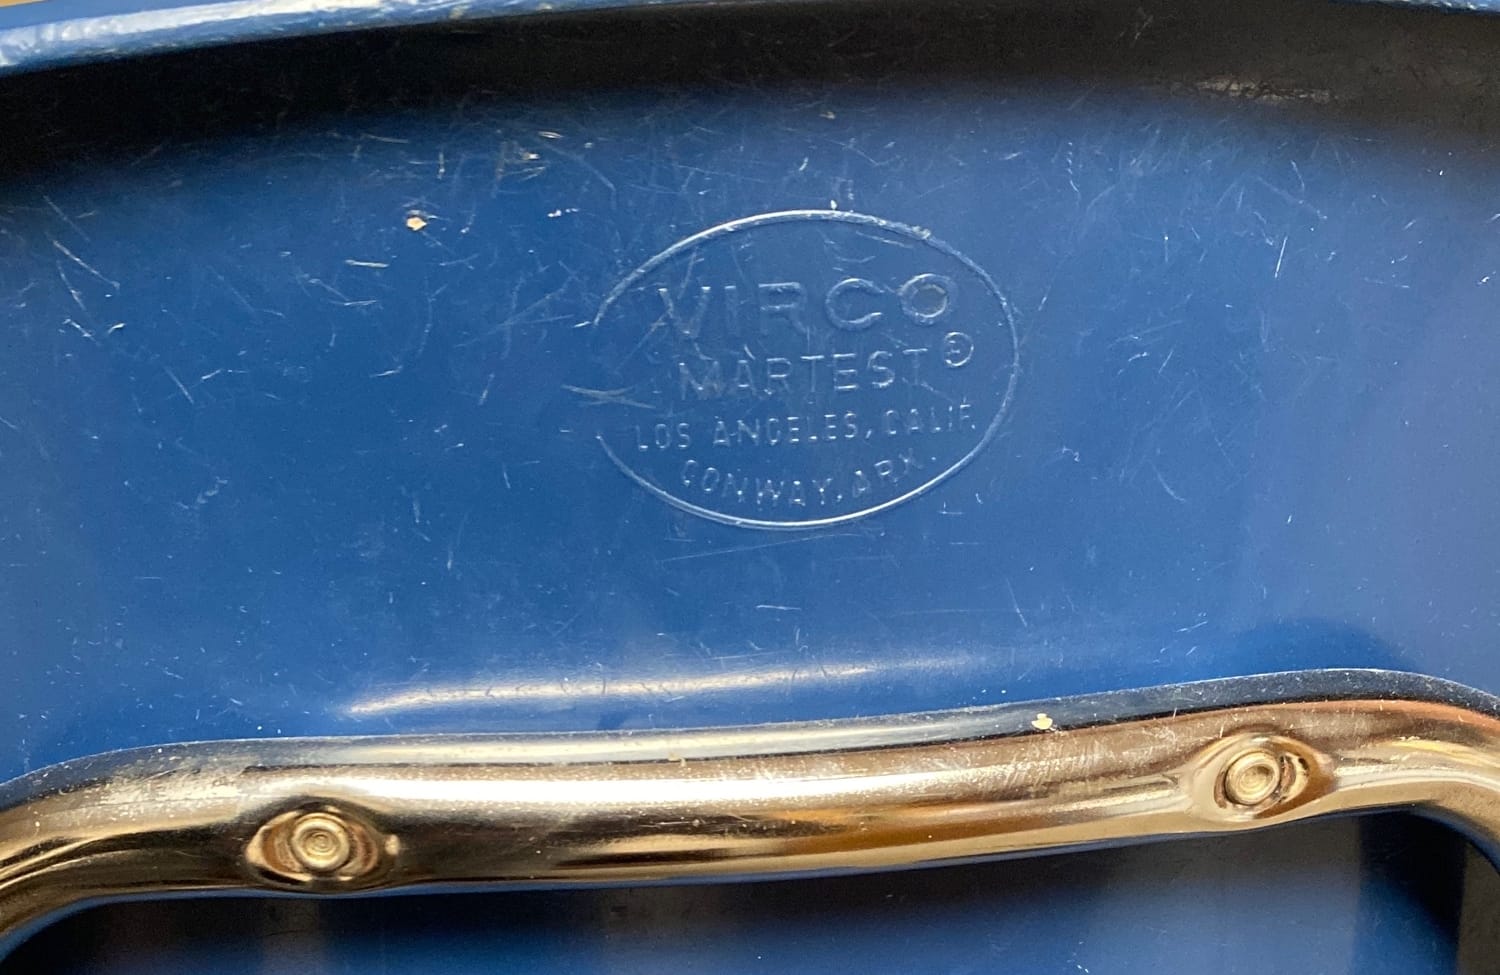 VIRCO
MARTEST ®
LOS ANGELES, CALIF.
CONWAY, ARK.